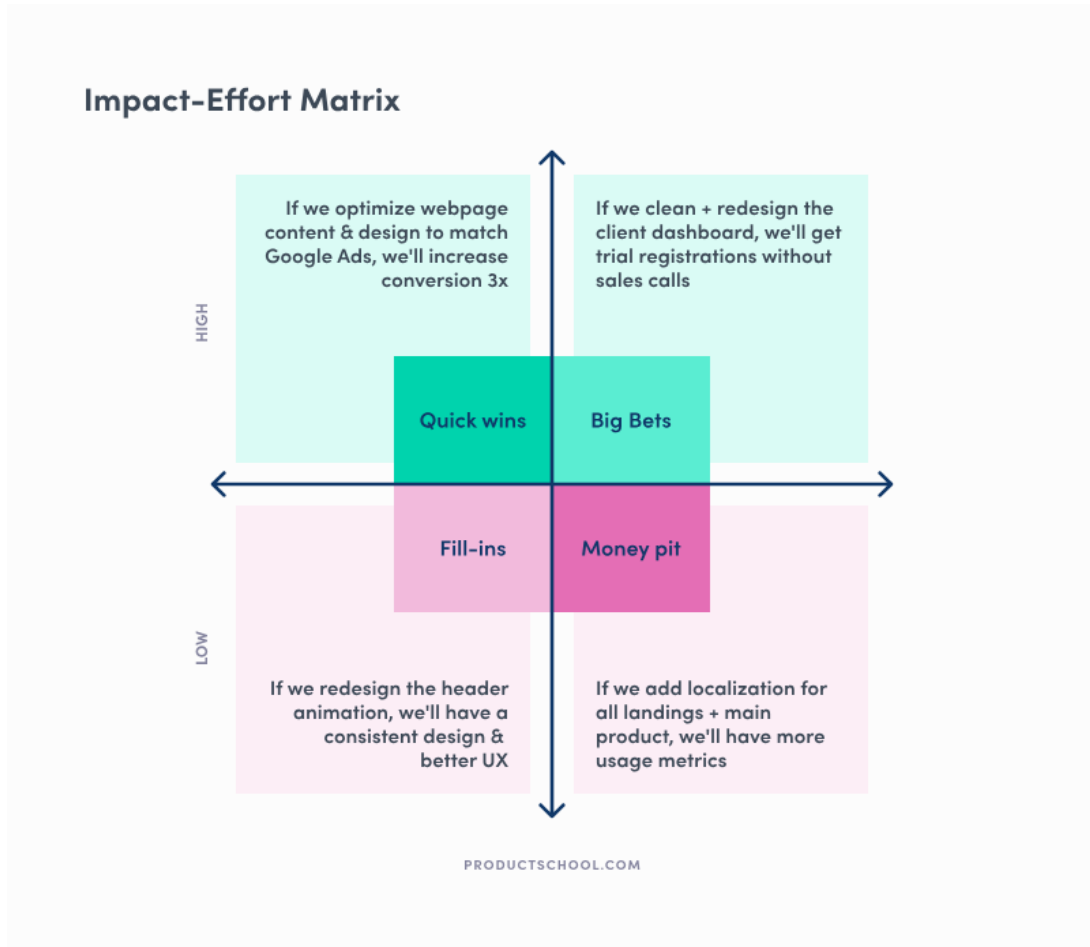 Impact-Effort Matrix
If we optimize webpage
content & design to match
Google Ads, we'll increase
conversion 3x
If we clean + redesign the
client dashboard, we'll get
trial registrations without
sales calls
HIGH
Quick wins
Big Bets
Fill-ins
Money pit
LOW
If we redesign the header
animation, we'll have a
consistent design &
better UX
If we add localization for
all landings + main
product, we'll have more
usage metrics
PRODUCTSCHOOL.COM